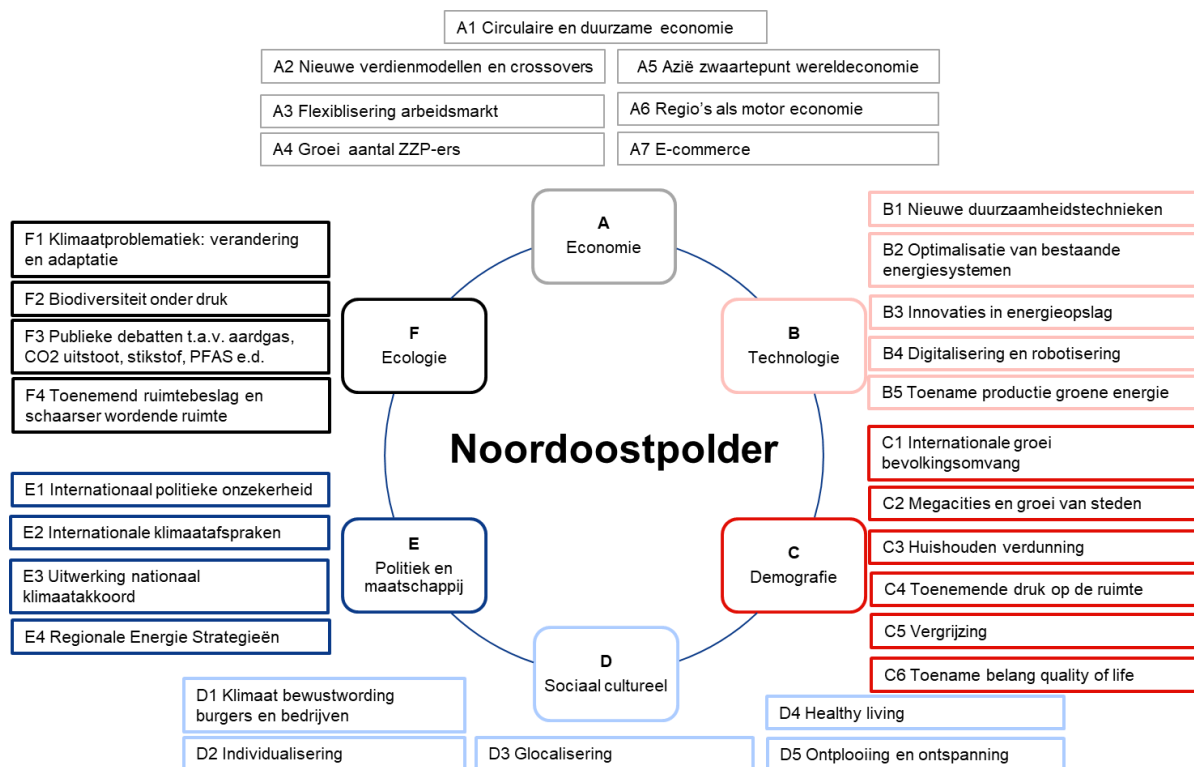 A1 Circulaire en duurzame economie
A2 Nieuwe verdienmodellen en crossovers
A5 Azië zwaartepunt wereldeconomie
A3 Flexiblisering arbeidsmarkt
A6 Regio's als motor economie
A4 Groei aantal ZZP-ers
A7 E-commerce
A
Economie
B1 Nieuwe duurzaamheidstechnieken
B2 Optimalisatie van bestaande
energiesystemen
B3 Innovaties in energieopslag
B4 Digitalisering en robotisering
B5 Toename productie groene energie
B
Technologie
F1 Klimaatproblematiek: verandering
en adaptatie
F2 Biodiversiteit onder druk
F3 Publieke debatten t.a.v. aardgas,
CO2 uitstoot, stikstof, PFAS e.d.
F4 Toenemend ruimtebeslag en
schaarser wordende ruimte
F
Ecologie
Noordoostpolder
C1 Internationale groei
bevolkingsomvang
C2 Megacities en groei van steden
C3 Huishouden verdunning
C4 Toenemende druk op de ruimte
C5 Vergrijzing
C6 Toename belang quality of life
C
Demografie
E1 Internationaal politieke onzekerheid
E2 Internationale klimaatafspraken
E3 Uitwerking nationaal
klimaatakkoord
E4 Regionale Energie Strategieën
E
Politiek en
maatschappij
D
Sociaal cultureel
D1 Klimaat bewustwording
burgers en bedrijven
D4 Healthy living
D2 Individualisering
D3 Glocalisering
D5 Ontplooiing en ontspanning